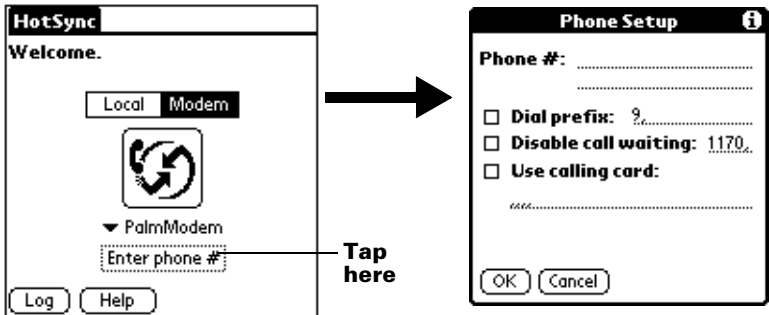 HotSync
Welcome.
Local Modem
PalmModem
Enter phone #
Log Help
Tap
here
Phone Setup
Phone #:
Dial prefix: 9,
Disable call waiting: 1170,
Use calling card:
,,,,
OK Cancel